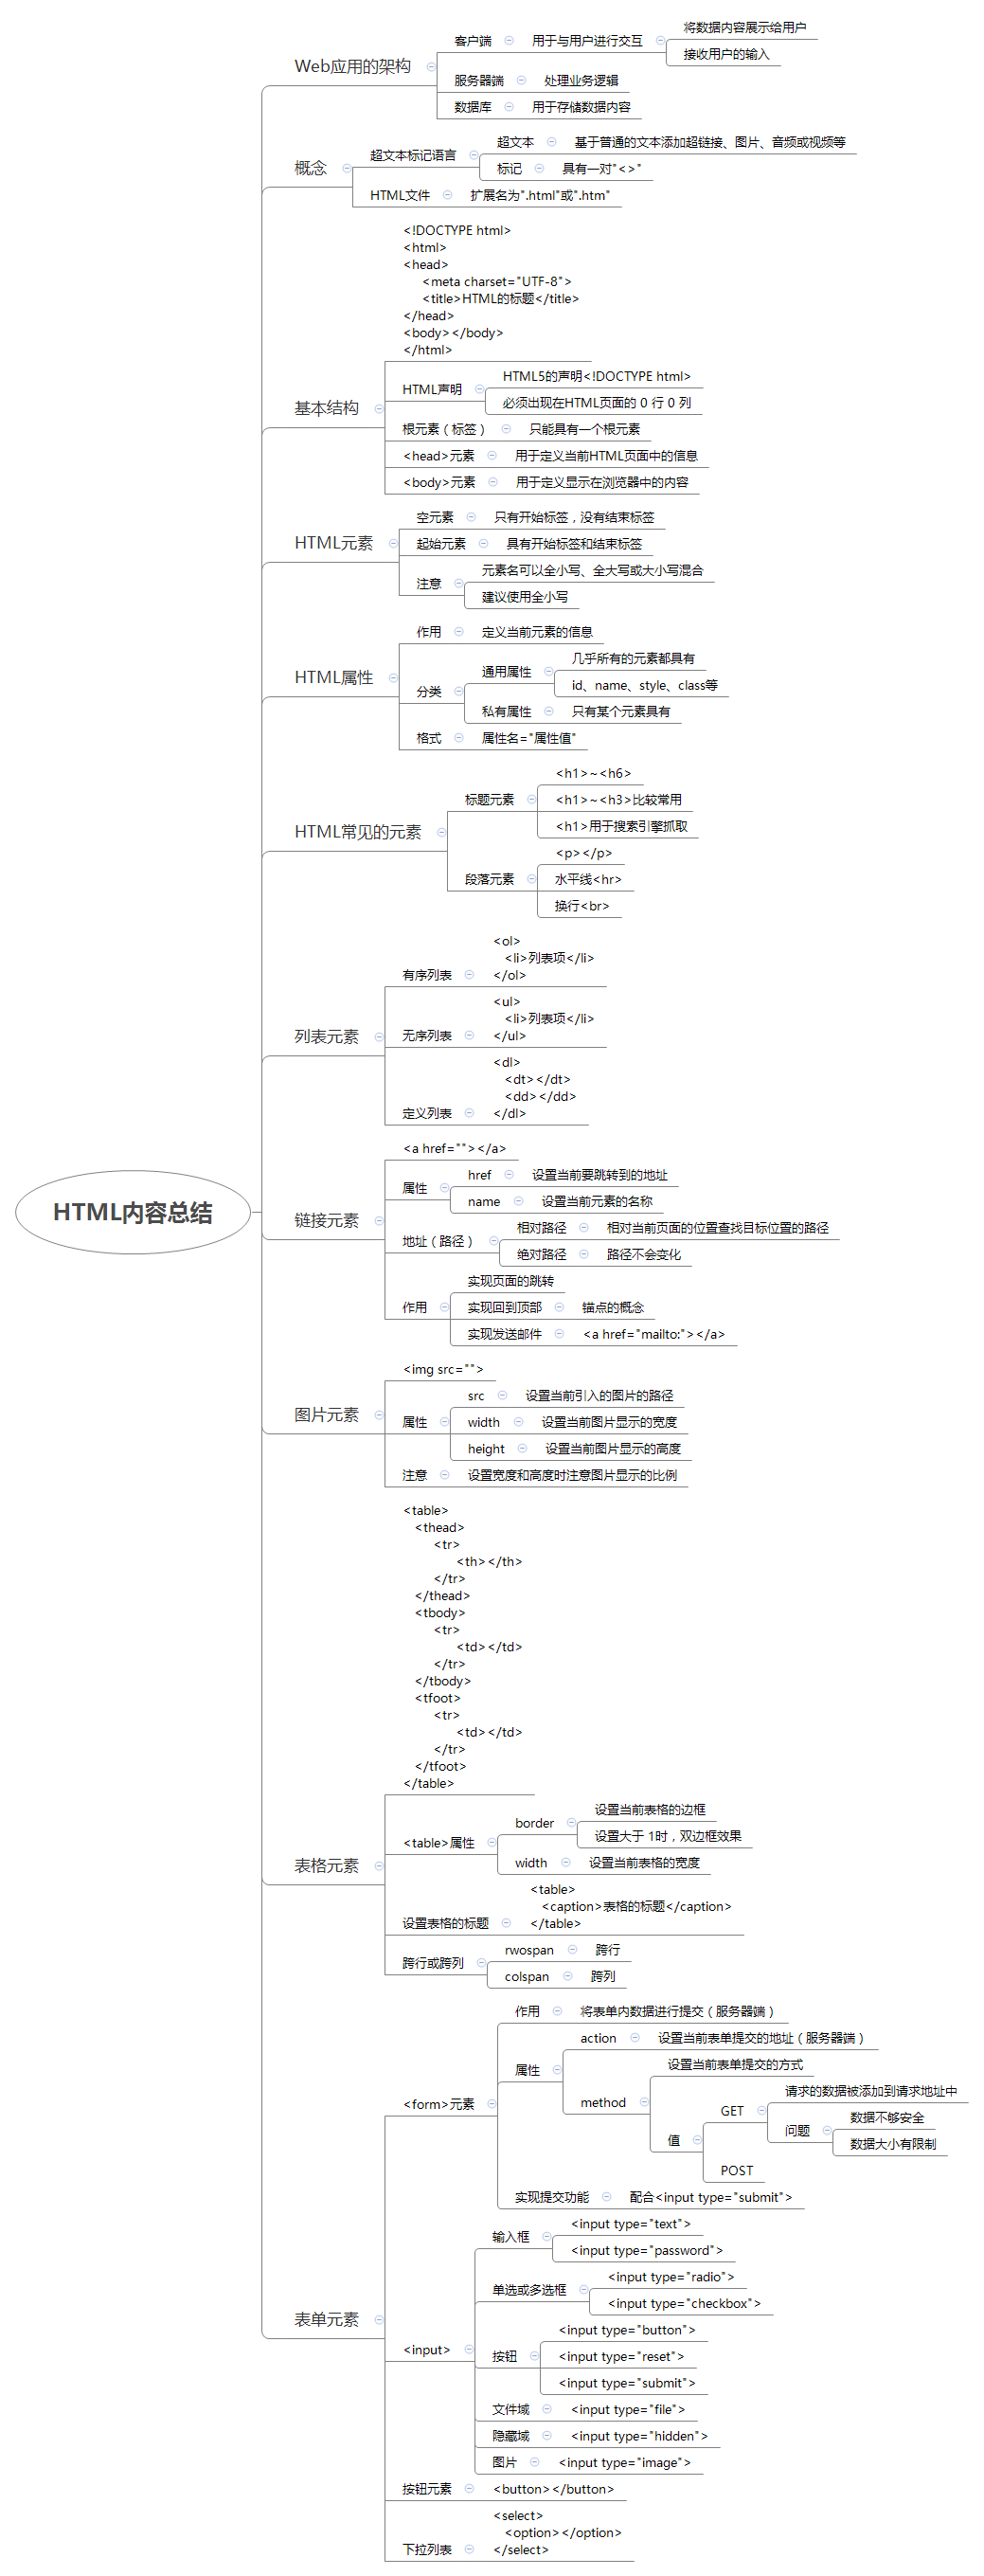 HTML内容总结
Web应用的架构
客户端
用于与用户进行交互
将数据内容展示给用户
接收用户的输入
服务器端
处理业务逻辑
数据库
用于存储数据内容
概念
超文本标记语言
超文本
基于普通的文本添加超链接、图片、音频或视频等
标记
具有一对"<>"
HTML文件
扩展名为".html"或".htm"
基本结构
<!DOCTYPE html>
<html>
<head>
<meta charset="UTF-8">
<title>HTML的标题</title>
</head>
<body></body>
</html>
HTML声明
HTML5的声明<!DOCTYPE html>
必须出现在HTML页面的 0 行 0 列
根元素（标签）
只能具有一个根元素
<head>元素
用于定义当前HTML页面中的信息
<body>元素
用于定义显示在浏览器中的内容
HTML元素
空元素
只有开始标签，没有结束标签
起始元素
具有开始标签和结束标签
注意
元素名可以全小写、全大写或大小写混合
建议使用全小写
HTML属性
作用
定义当前元素的信息
分类
通用属性
几乎所有的元素都具有
id、name、style、class等
私有属性
只有某个元素具有
格式
属性名="属性值"
HTML常见的元素
标题元素
<h1>~<h6>
<h1>~<h3>比较常用
<h1>用于搜索引擎抓取
段落元素
<p></p>
水平线<hr>
换行<br>
列表元素
有序列表
<ol>
<li>列表项</li>
</ol>
无序列表
<ul>
<li>列表项</li>
</ul>
定义列表
<dl>
<dt></dt>
<dd></dd>
</dl>
链接元素
<a href=""></a>
属性
href
设置当前要跳转到的地址
name
设置当前元素的名称
地址（路径）
相对路径
相对当前页面的位置查找目标位置的路径
绝对路径
路径不会变化
作用
实现页面的跳转
实现回到顶部
锚点的概念
实现发送邮件
<a href="mailto:"></a>
图片元素
<img src="">
属性
src
设置当前引入的图片的路径
width
设置当前图片显示的宽度
height
设置当前图片显示的高度
注意
设置宽度和高度时注意图片显示的比例
表格元素
<table>
<thead>
<tr>
<th></th>
</tr>
</thead>
<tbody>
<tr>
<td></td>
</tr>
</tbody>
<tfoot>
<tr>
<td></td>
</tr>
</tfoot>
</table>
<table>属性
border
设置当前表格的边框
设置大于 1时，双边框效果
width
设置当前表格的宽度
设置表格的标题
<table>
<caption>表格的标题</caption>
</table>
跨行或跨列
rwospan
跨行
colspan
跨列
表单元素
<form>元素
作用
将表单内数据进行提交（服务器端）
属性
action
设置当前表单提交的地址（服务器端）
method
设置当前表单提交的方式
值
GET
请求的数据被添加到请求地址中
问题
数据不够安全
数据大小有限制
POST
实现提交功能
配合<input type="submit">
<input>
输入框
<input type="text">
<input type="password">
单选或多选框
<input type="radio">
<input type="checkbox">
按钮
<input type="button">
<input type="reset">
<input type="submit">
文件域
<input type="file">
隐藏域
<input type="hidden">
图片
<input type="image">
按钮元素
<button></button>
下拉列表
<select>
<option></option>
</select>